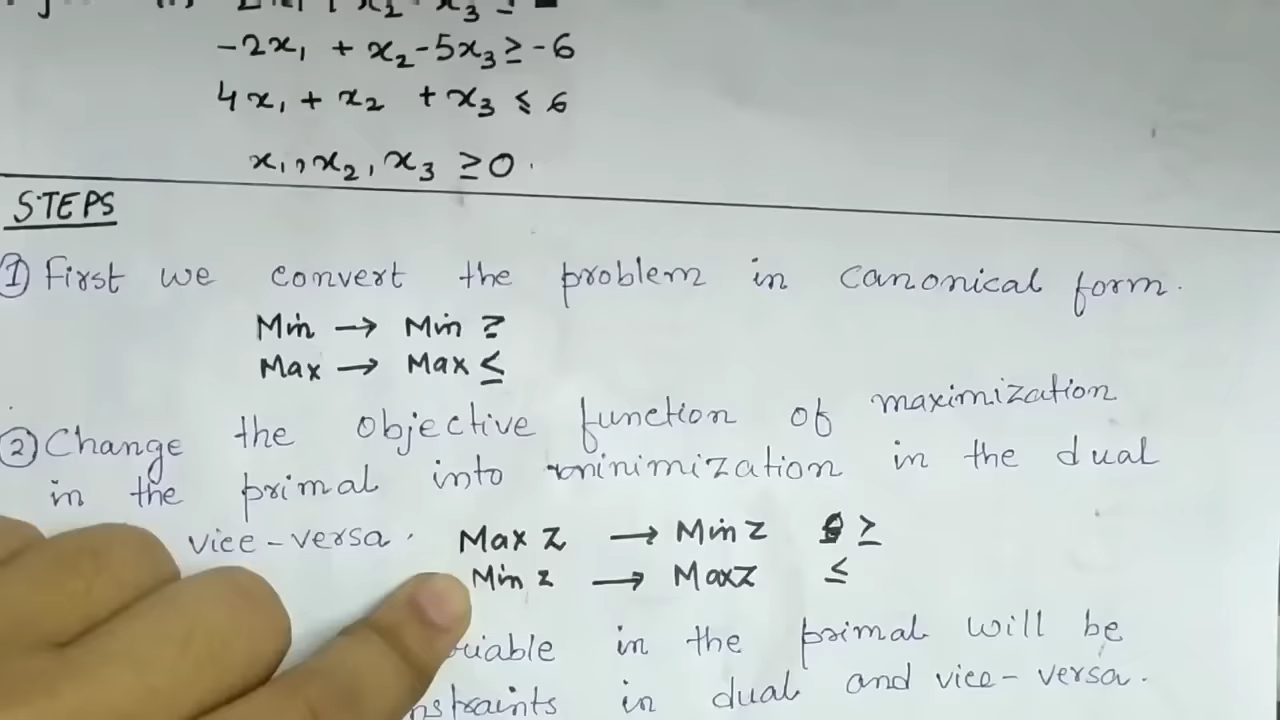 -2x₁ + x₂ - 5x₃ ≥ -6
4x₁ + x₂ + x₃ ≤ 6
x₁, x₂, x₃ ≥ 0.
STEPS
① First we convert the problem in canonical form.
Min → Min ≥
Max → Max ≤
② Change the objective function of maximization
in the primal into minimization in the dual
vice-versa.
Max Z → Min Z ≥
Min z → Max Z ≤
in the primal will be
in dual and vice-versa.